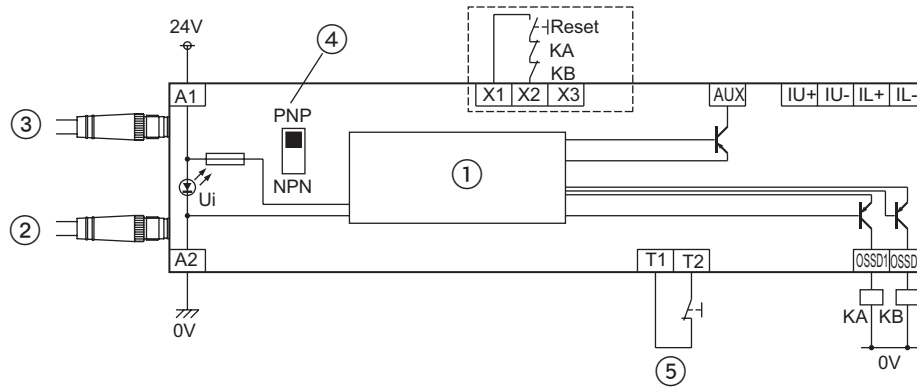 24V
④
Reset
KA
KB
A1
X1 X2 X3
AUX
IU+ IU- IL+ IL-
③
PNP
NPN
①
Ui
②
A2
T1 T2
OSSD1 OSSD
0V
KA KB
⑤
0V